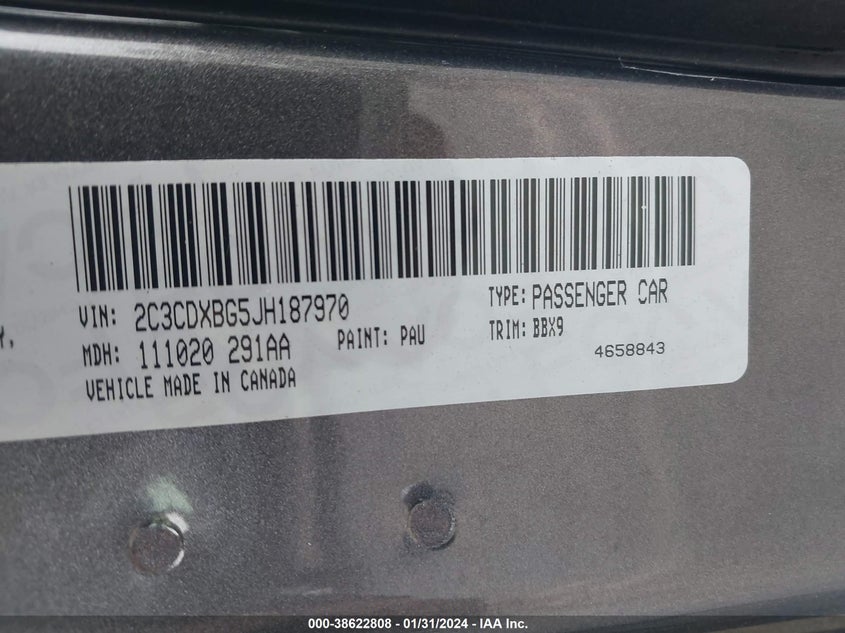 VIN: 2C3CDXBG5JH187970 TYPE: PASSENGER CAR
Y, MDH: 111020 291AA PAINT: PAU TRIM: BBX9
VEHICLE MADE IN CANADA 4658843
000-38622808 - 01/31/2024 - IAA Inc.